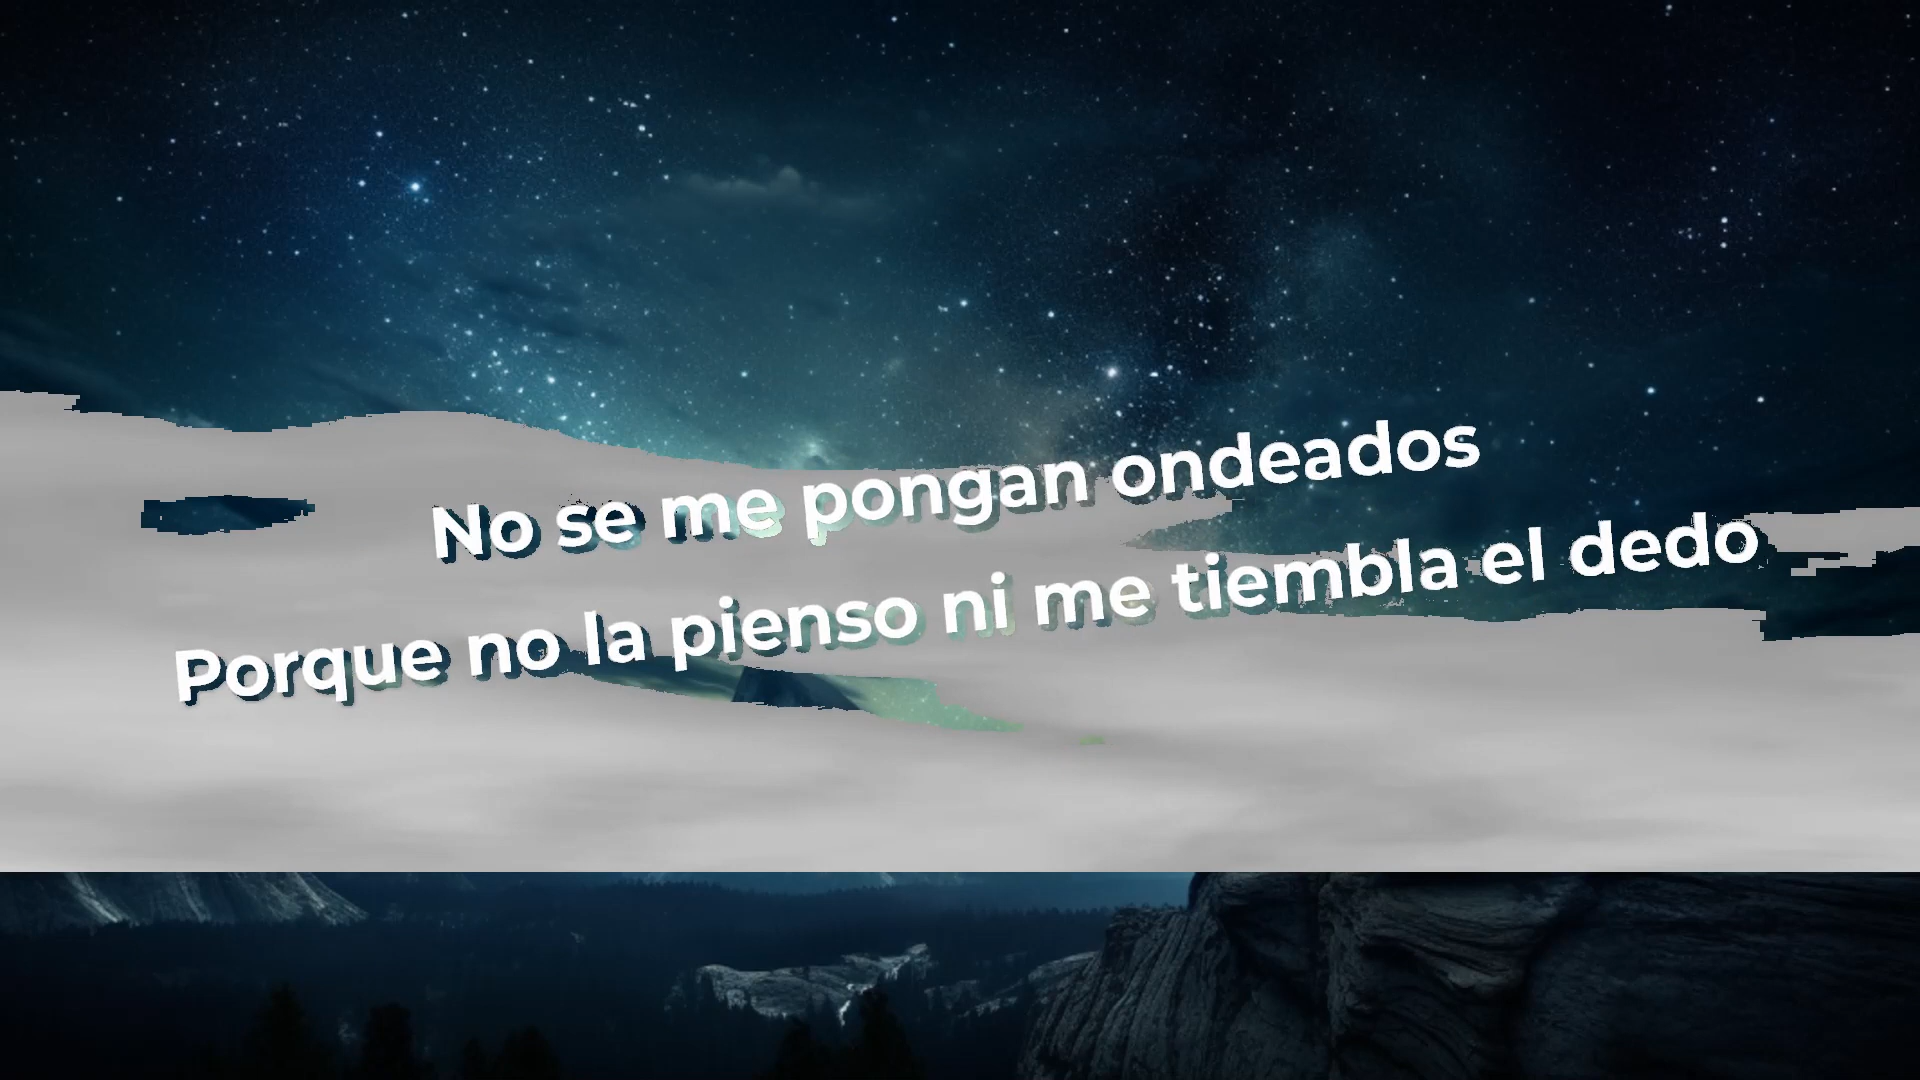 No se me pongan ondeados
Porque no la pienso ni me tiembla el dedo